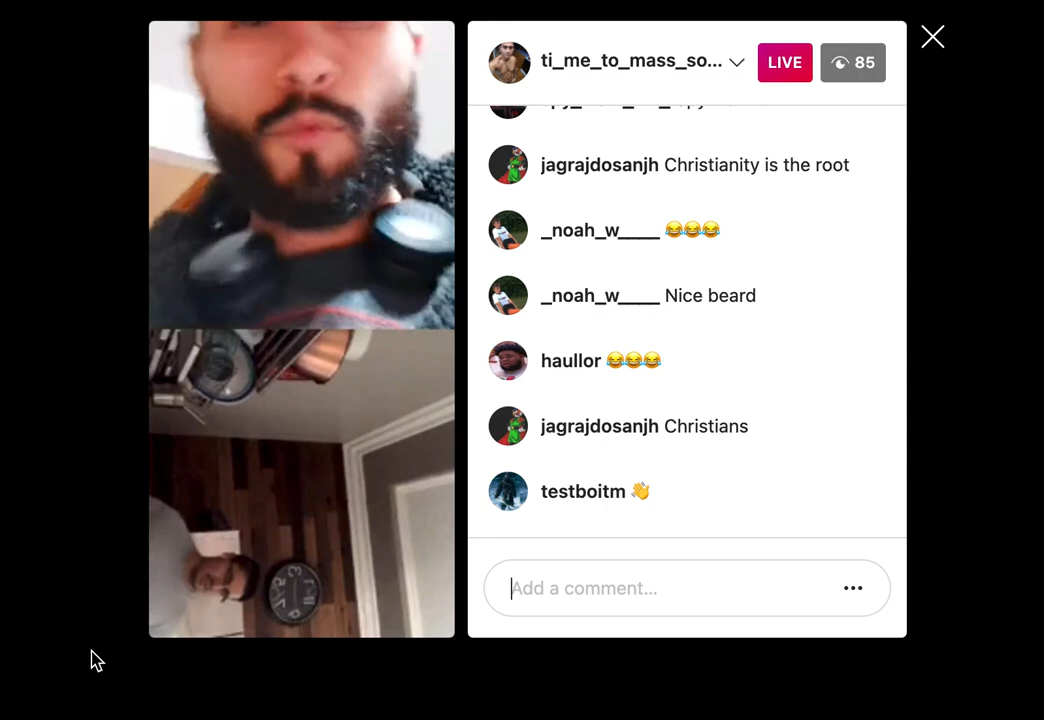 ti_me_to_mass_so...
LIVE
85
jagrajdosanjh Christianity is the root
_noah_w____ 😂😂😂
_noah_w____ Nice beard
haullor 😂😂😂
jagrajdosanjh Christians
testboitm 👋
Add a comment...